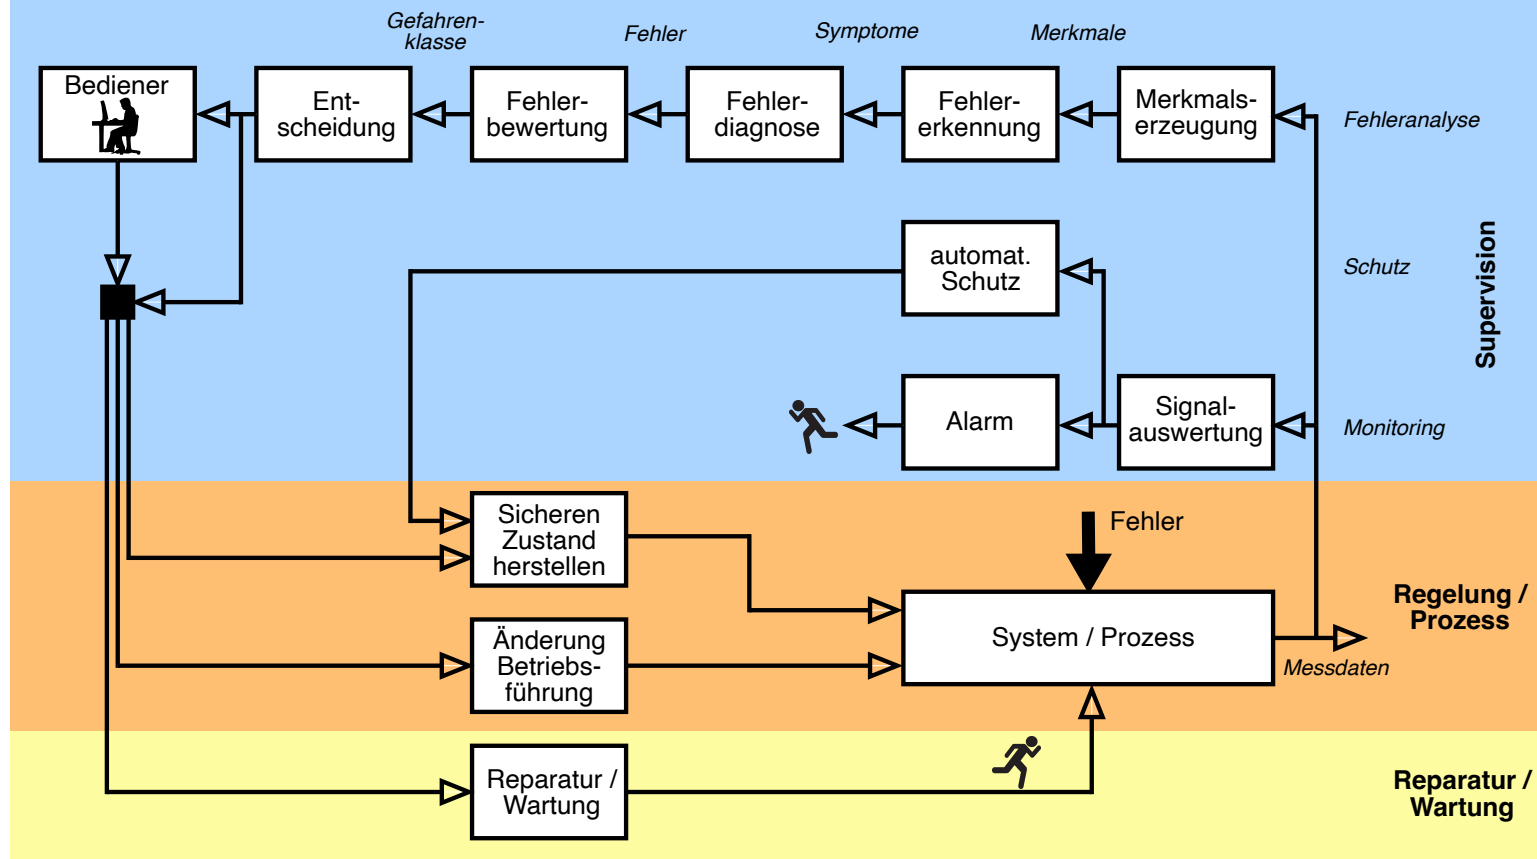 Gefahren-
klasse
Fehler
Symptome
Merkmale
Bediener
Ent-
scheidung
Fehler-
bewertung
Fehler-
diagnose
Fehler-
erkennung
Merkmals-
erzeugung
Fehleranalyse
automat.
Schutz
Schutz
Supervision
Alarm
Signal-
auswertung
Monitoring
Sicheren
Zustand
herstellen
Fehler
System / Prozess
Regelung /
Prozess
Messdaten
Änderung
Betriebs-
führung
Reparatur /
Wartung
Reparatur /
Wartung